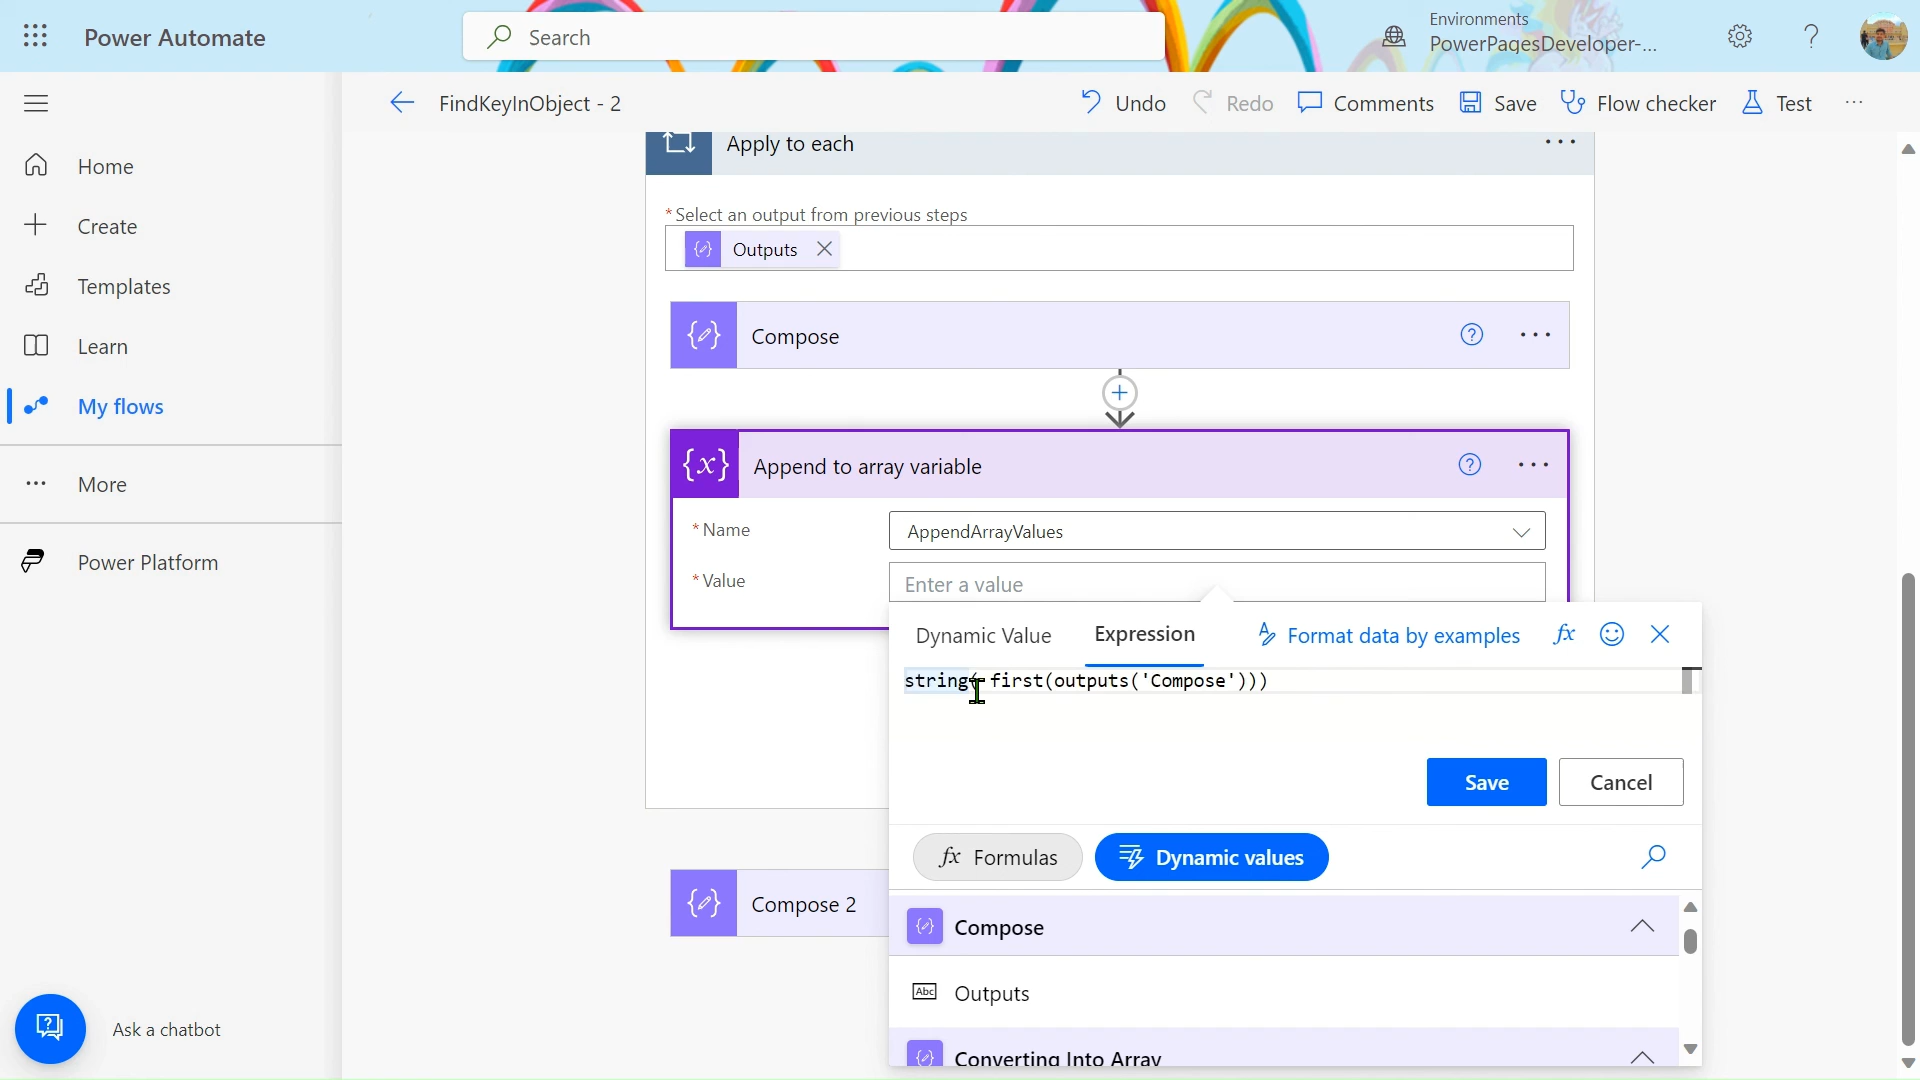 Power Automate
Search
Environments
PowerPagesDeveloper-...
FindKeyInObject - 2
Undo
Redo
Comments
Save
Flow checker
Test
Home
Create
Templates
Learn
My flows
More
Power Platform
Ask a chatbot
Apply to each
* Select an output from previous steps
Outputs
Compose
Append to array variable
* Name
AppendArrayValues
* Value
Enter a value
Dynamic Value
Expression
Format data by examples
fx
string( first(outputs('Compose')))
Save
Cancel
fx Formulas
Dynamic values
Compose 2
Compose
Abc
Outputs
Converting Into Array